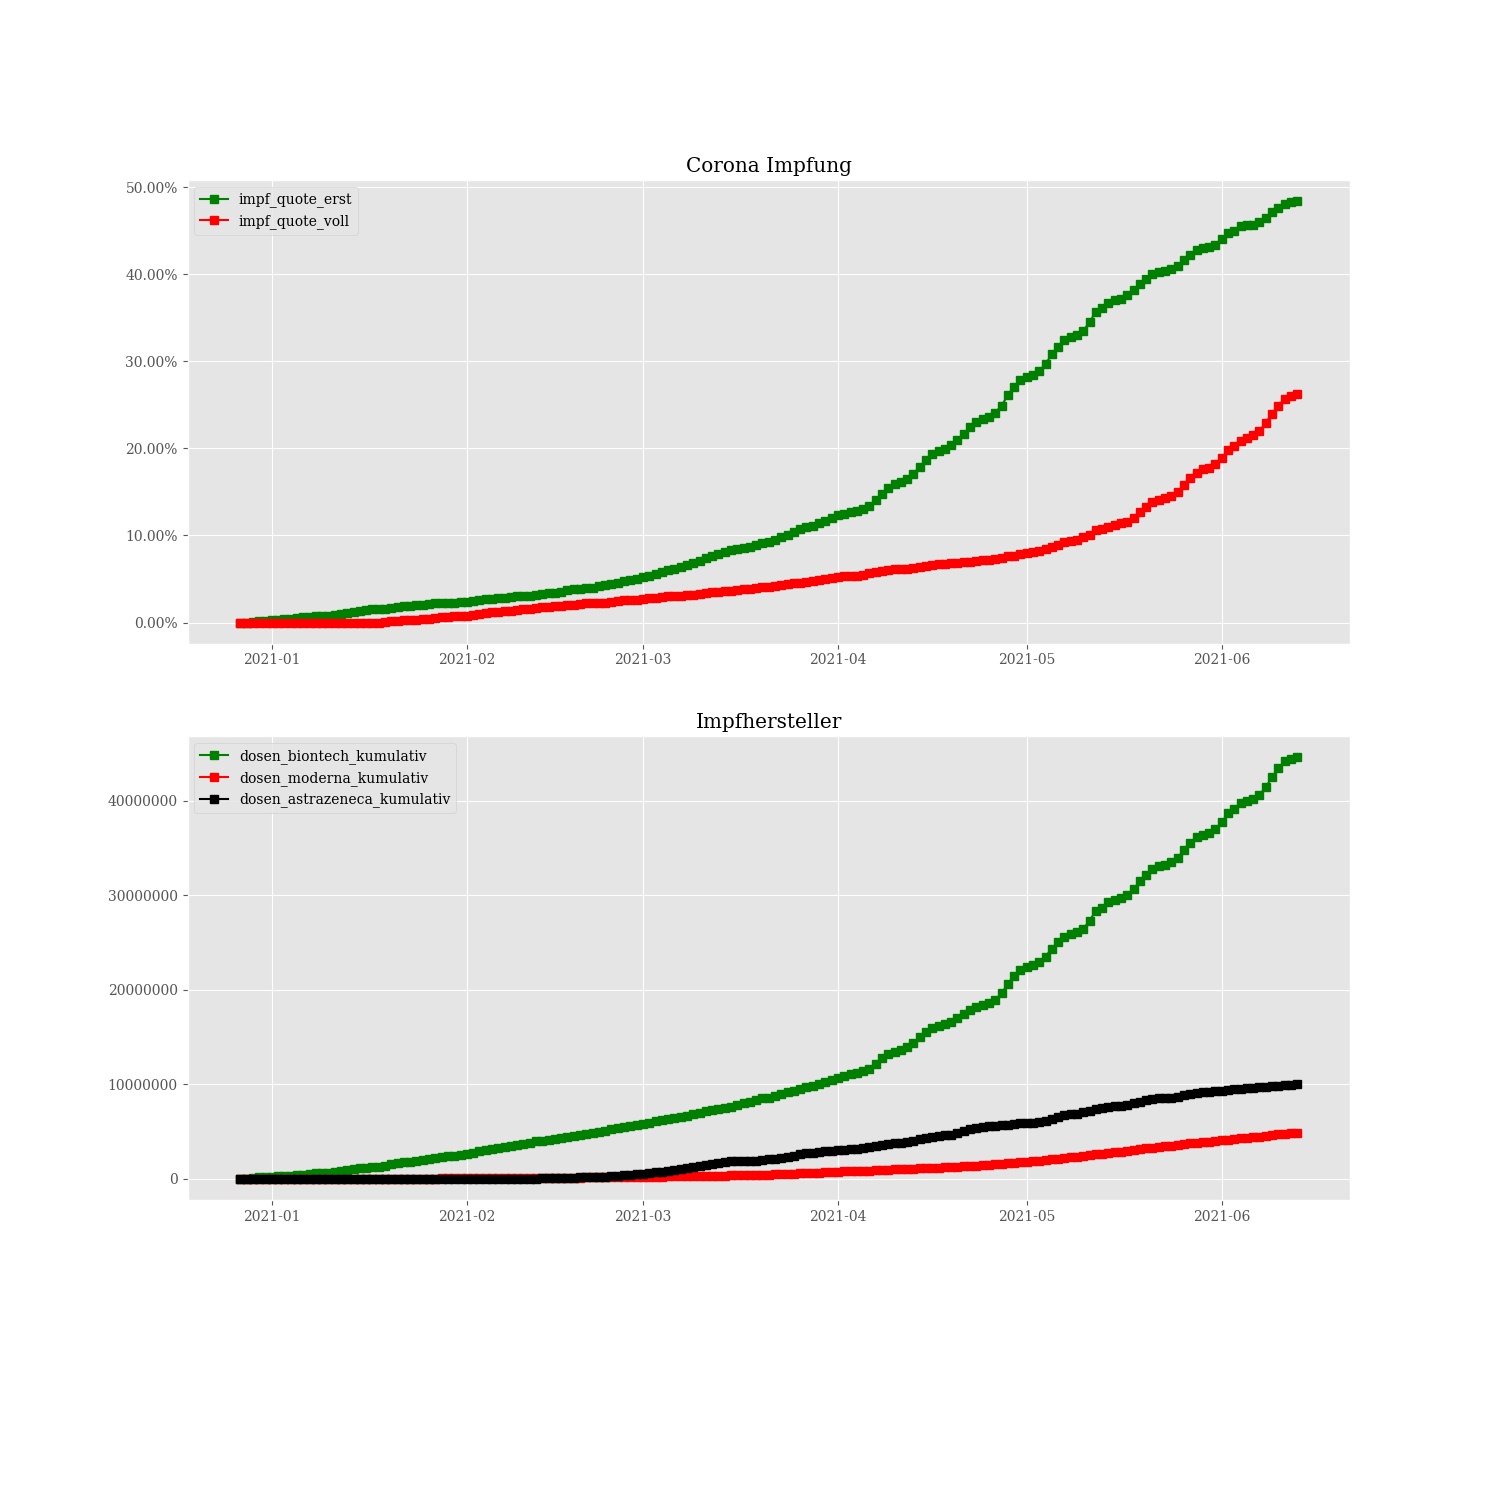 Corona Impfung
50.00%
40.00%
30.00%
20.00%
10.00%
0.00%
impf_quote_erst
impf_quote_voll
2021-01 2021-02 2021-03 2021-04 2021-05 2021-06
Impfhersteller
40000000
30000000
20000000
10000000
0
dosen_biontech_kumulativ
dosen_moderna_kumulativ
dosen_astrazeneca_kumulativ
2021-01 2021-02 2021-03 2021-04 2021-05 2021-06